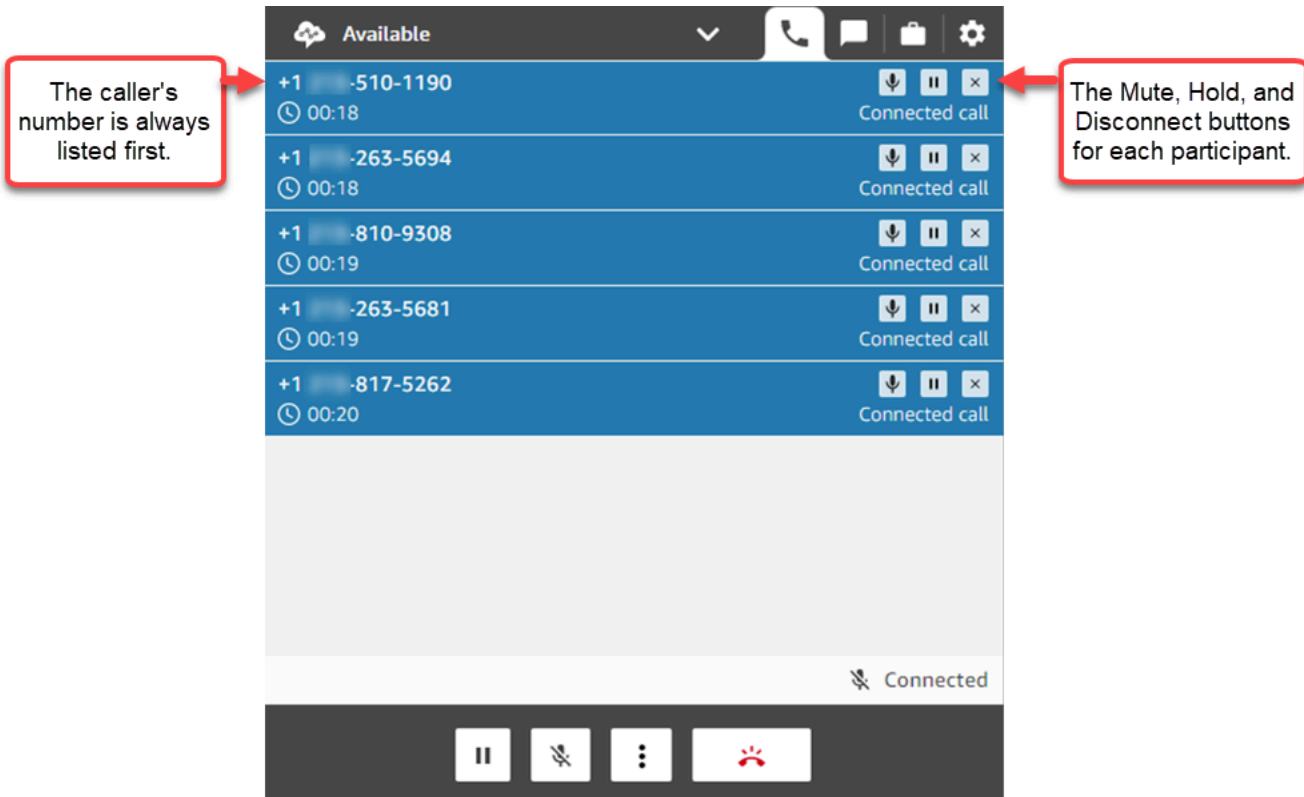 Available
The caller's
number is always
listed first.
+1 -510-1190
00:18
Connected call
The Mute, Hold, and
Disconnect buttons
for each participant.
+1 -263-5694
00:18
Connected call
+1 -810-9308
00:19
Connected call
+1 -263-5681
00:19
Connected call
+1 -817-5262
00:20
Connected call
Connected